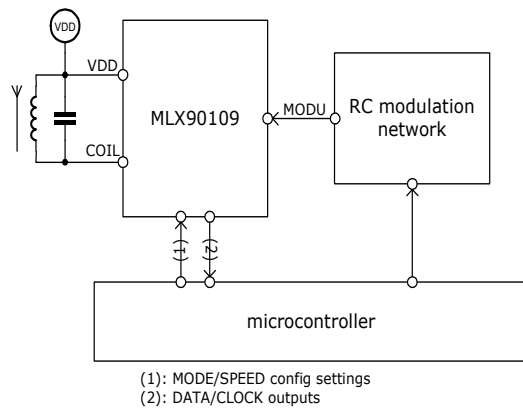 VDD
VDD
MLX90109
MODU
RC modulation
network
COIL
(1)
(2)
microcontroller
(1): MODE/SPEED config settings
(2): DATA/CLOCK outputs